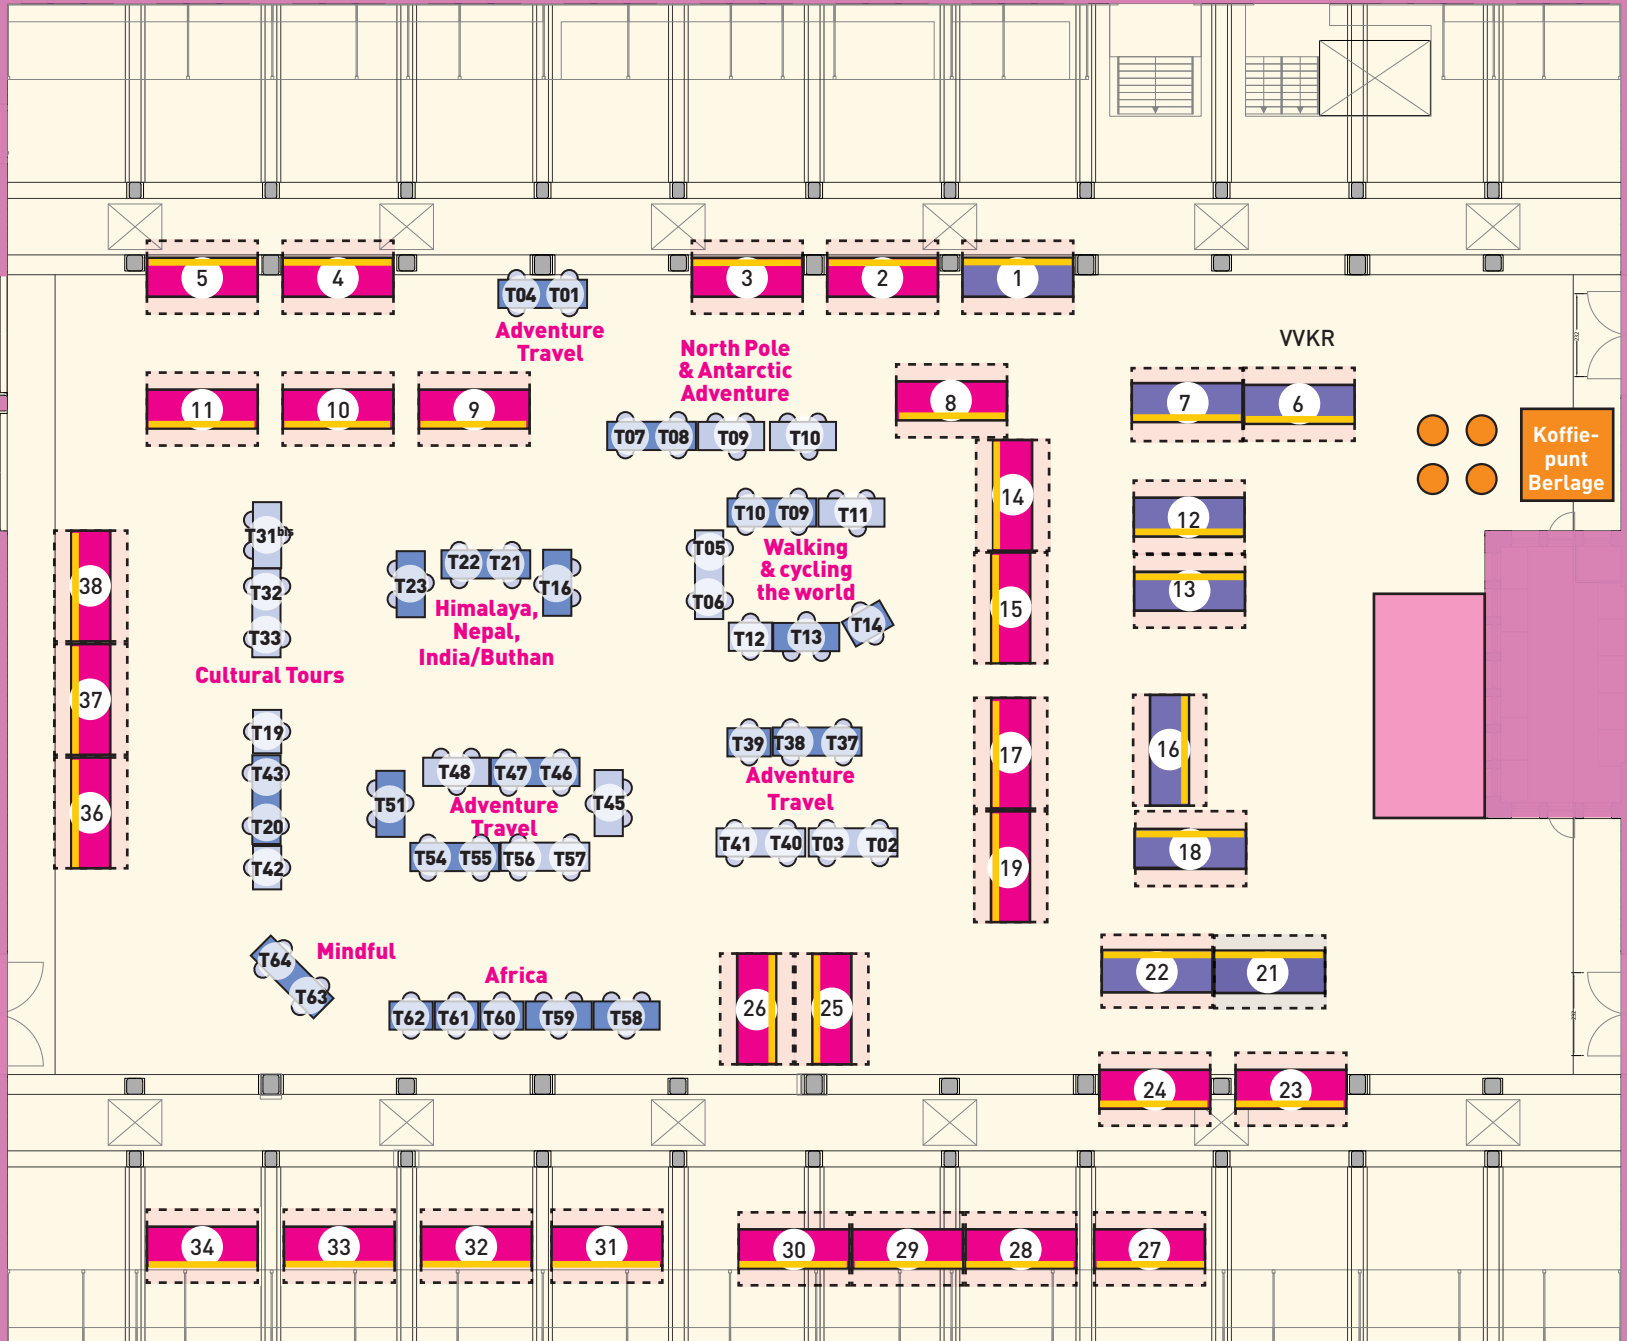 5
4
3
2
1
T04
T01
Adventure
Travel
VVKR
North Pole
& Antarctic
Adventure
11
10
9
8
7
6
T07
T08
T09
T10
Koffie-
punt
Berlage
14
12
T10
T09
T11
T31bis
T05
Walking
& cycling
the world
T22
T21
T23
T16
38
T32
T06
15
13
Himalaya,
Nepal,
India/Buthan
T33
T12
T13
T14
Cultural Tours
37
T19
T39
T38
T37
17
16
T43
T48
T47
T46
Adventure
Travel
T51
Adventure
Travel
T45
36
T20
T41
T40
T03
T02
18
T54
T55
T56
T57
T42
19
Mindful
T64
T63
Africa
22
21
T62
T61
T60
T59
T58
26
25
24
23
34
33
32
31
30
29
28
27